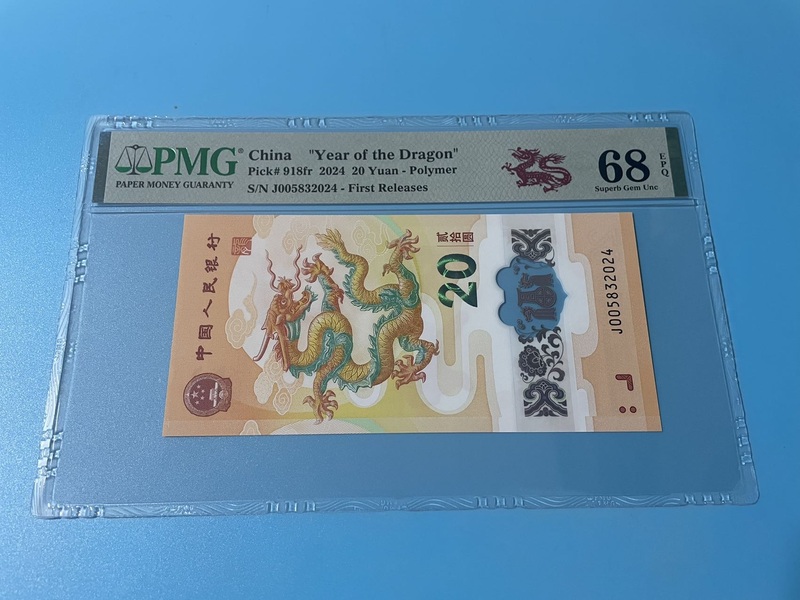 PMG®
PAPER MONEY GUARANTY
China "Year of the Dragon"
Pick# 918fr 2024 20 Yuan - Polymer
S/N J005832024 - First Releases
68 EPQ
Superb Gem Unc
中国人民银行
贰拾圆
20
J005832024